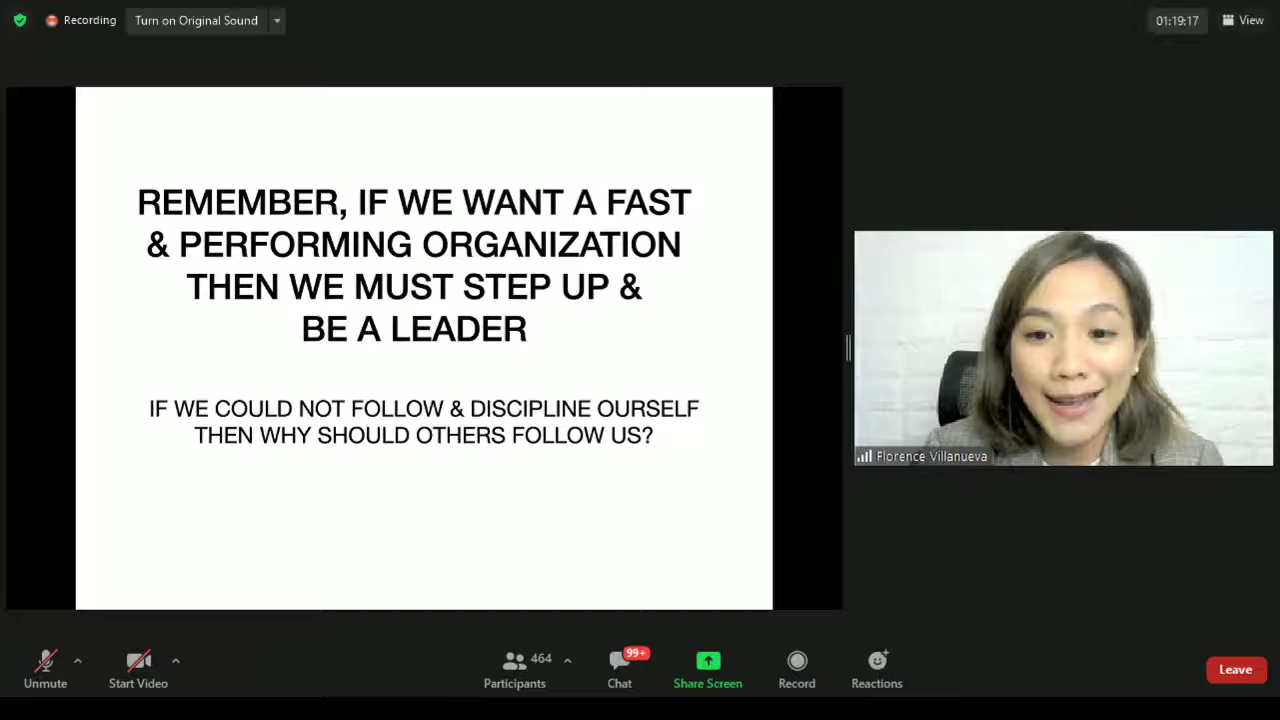 Recording
Turn on Original Sound
01:19:17
View
REMEMBER, IF WE WANT A FAST
& PERFORMING ORGANIZATION
THEN WE MUST STEP UP &
BE A LEADER
IF WE COULD NOT FOLLOW & DISCIPLINE OURSELF
THEN WHY SHOULD OTHERS FOLLOW US?
Florence Villanueva
464
99+
Unmute
Start Video
Participants
Chat
Share Screen
Record
Reactions
Leave